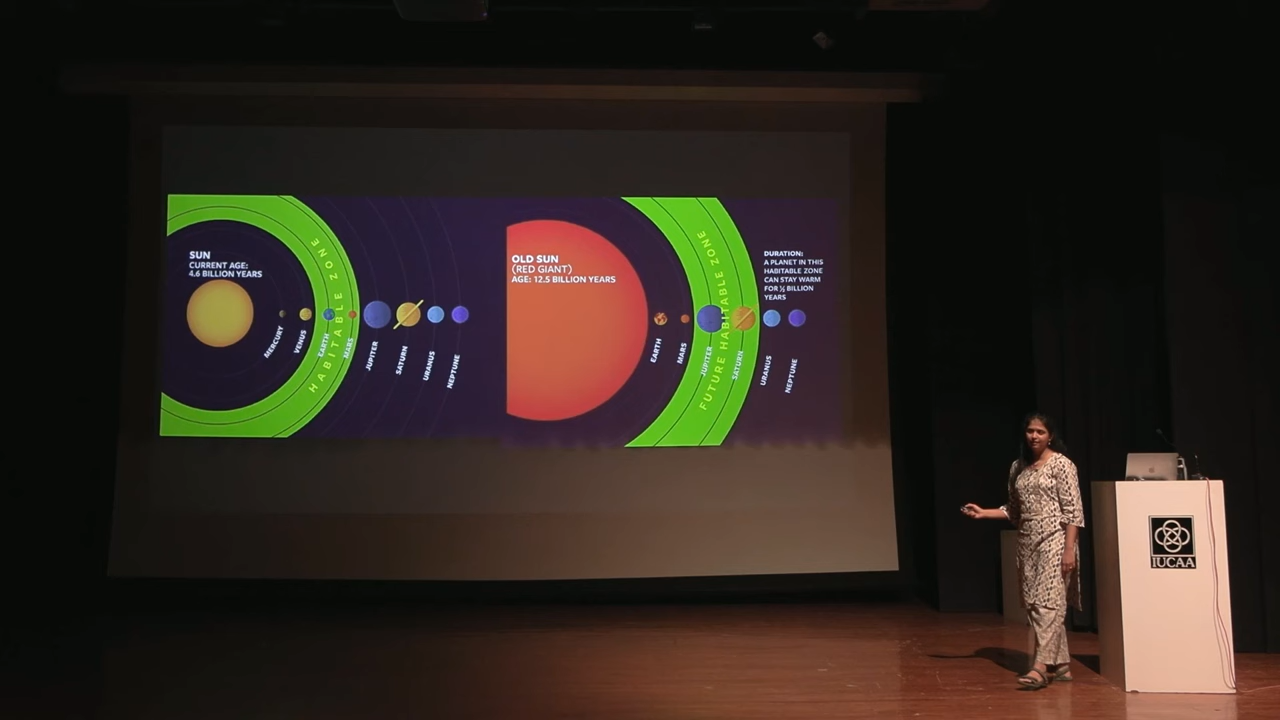 SUN
CURRENT AGE:
4.6 BILLION YEARS
MERCURY
VENUS
EARTH
MARS
HABITABLE ZONE
JUPITER
SATURN
URANUS
NEPTUNE
OLD SUN
(RED GIANT)
AGE: 12.5 BILLION YEARS
EARTH
MARS
JUPITER
FUTURE HABITABLE ZONE
SATURN
URANUS
NEPTUNE
DURATION:
A PLANET IN THIS
HABITABLE ZONE
CAN STAY WARM
FOR ½ BILLION
YEARS
IUCAA